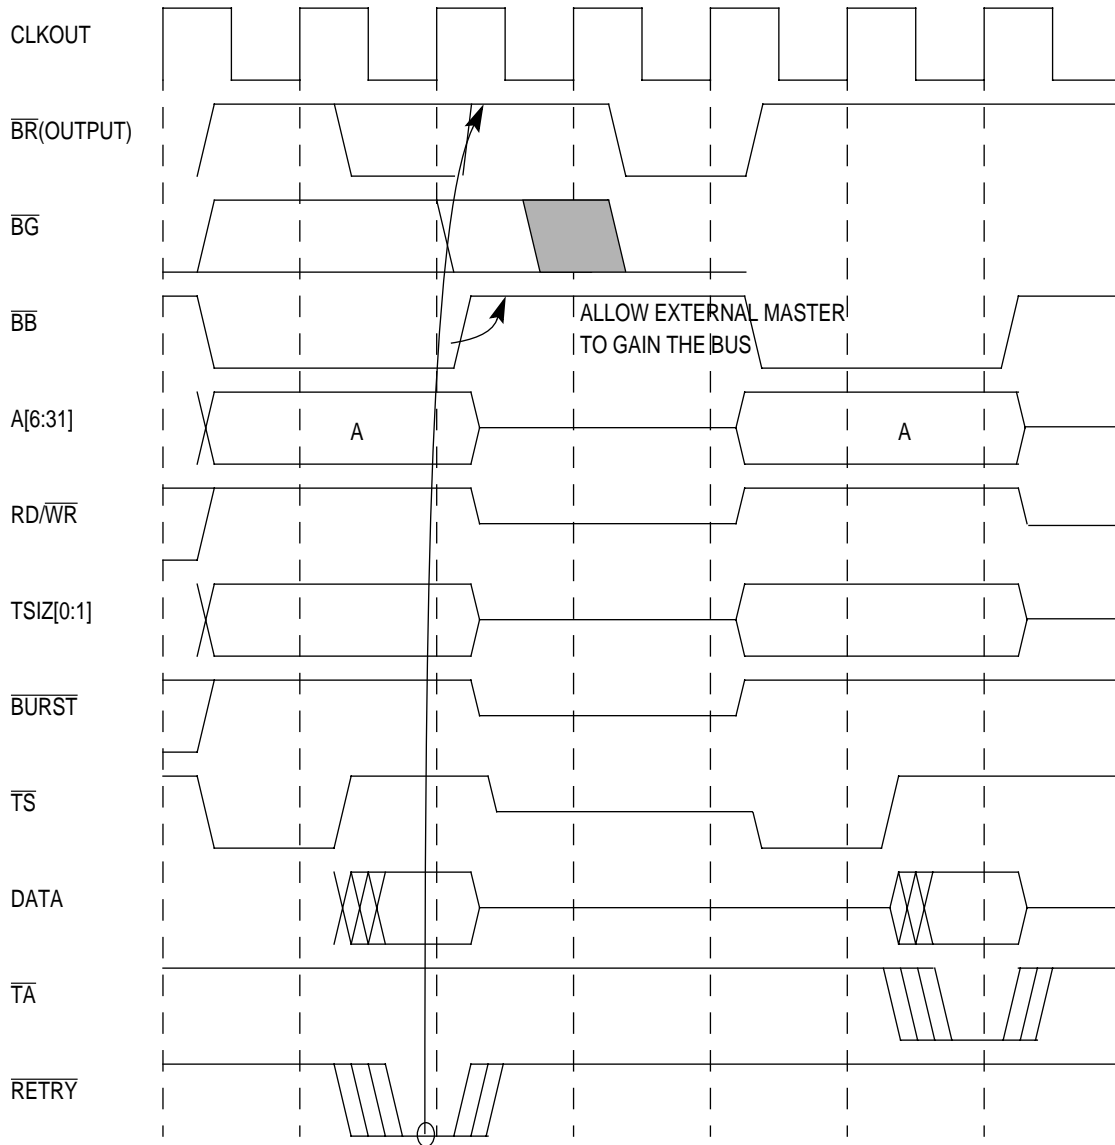 CLKOUT
BR(OUTPUT)
BG
BB
ALLOW EXTERNAL MASTER
TO GAIN THE BUS
A[6:31]
A
A
RD/WR
TSIZ[0:1]
BURST
TS
DATA
TA
RETRY